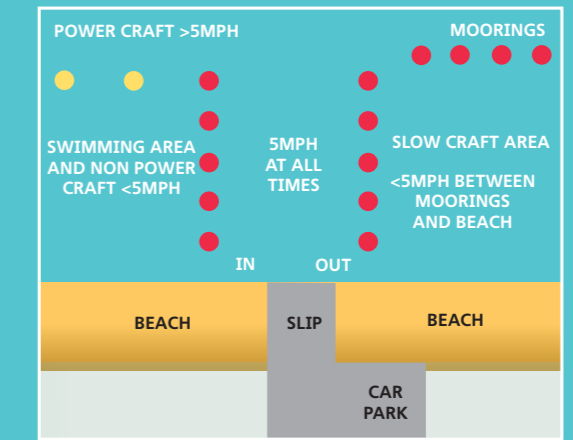 POWER CRAFT >5MPH
MOORINGS
SWIMMING AREA
AND NON POWER
CRAFT <5MPH
5MPH
AT ALL
TIMES
SLOW CRAFT AREA
<5MPH BETWEEN
MOORINGS
AND BEACH
IN
OUT
BEACH
SLIP
BEACH
CAR
PARK